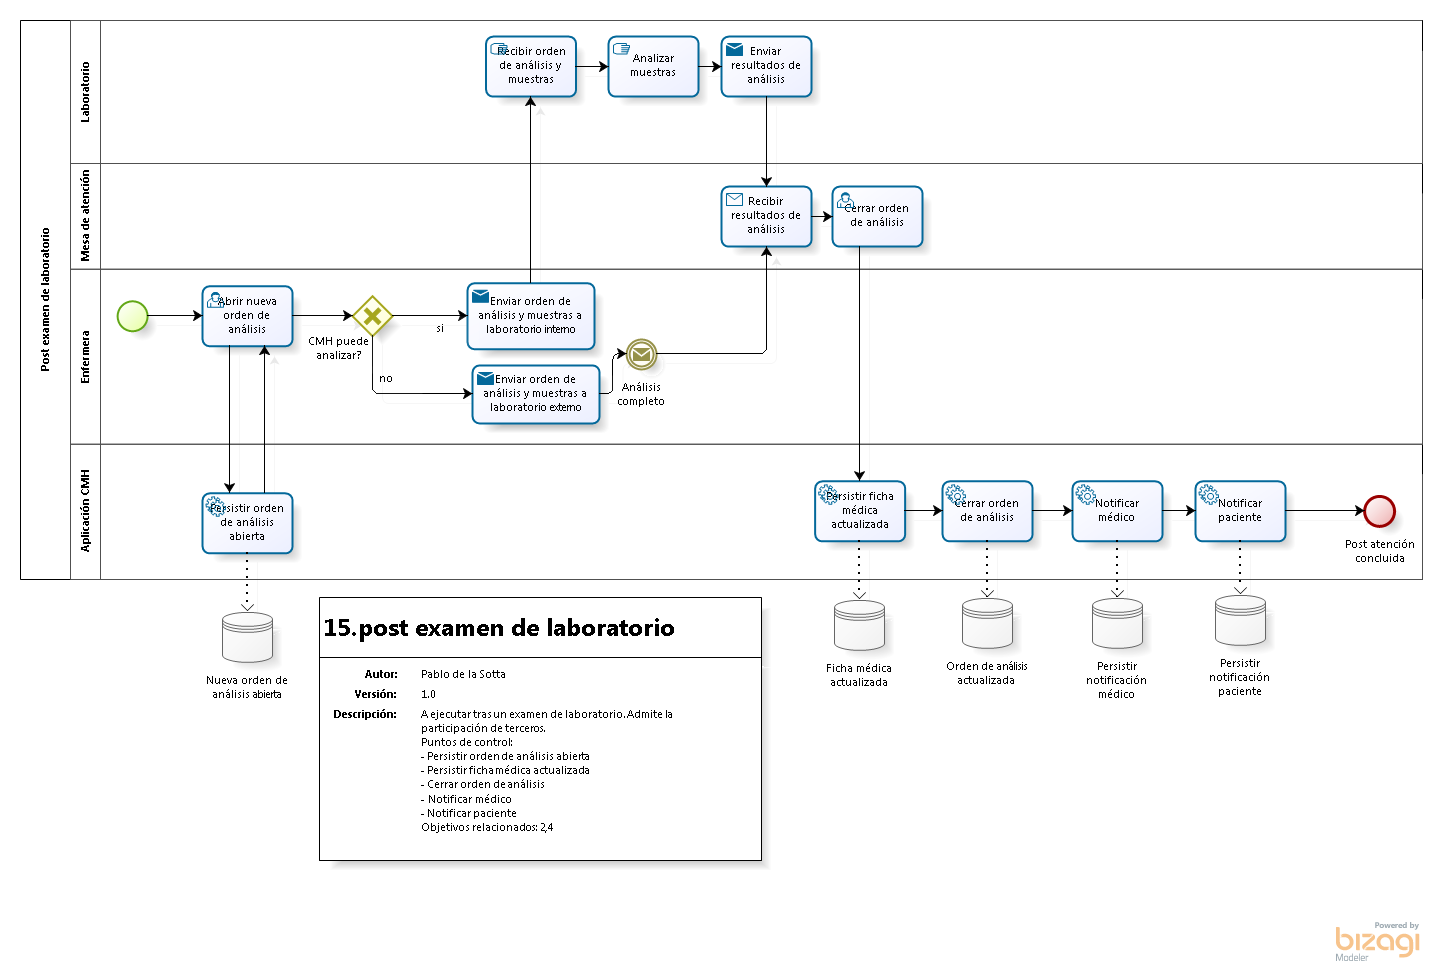 Post examen de laboratorio
Laboratorio
Recibir orden
de análisis y
muestras
Analizar
muestras
Enviar
resultados de
análisis
Mesa de atención
Recibir
resultados de
análisis
Cerrar orden
de análisis
Enfermera
Abrir nueva
orden de
análisis
CMH puede
analizar?
si
no
Enviar orden de
análisis y muestras a
laboratorio interno
Enviar orden de
análisis y muestras a
laboratorio externo
Análisis
completo
Aplicación CMH
Persistir orden
de análisis
abierta
Persistir ficha
médica
actualizada
Cerrar orden
de análisis
Notificar
médico
Notificar
paciente
Post atención
concluida
Nueva orden de
análisis abierta
Ficha médica
actualizada
Orden de análisis
actualizada
Persistir
notificación
médico
Persistir
notificación
paciente
15.post examen de laboratorio
Autor: Pablo de la Sotta
Versión: 1.0
Descripción: A ejecutar tras un examen de laboratorio. Admite la
participación de terceros.
Puntos de control:
- Persistir orden de análisis abierta
- Persistir ficha médica actualizada
- Cerrar orden de análisis
- Notificar médico
- Notificar paciente
Objetivos relacionados: 2,4
Powered by
bizagi
Modeler